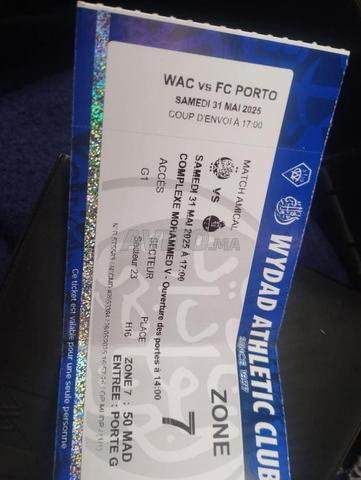 WAC vs FC PORTO
SAMEDI 31 MAI 2025
COUP D'ENVOI À 17:00
MATCH AMICAL
VS
SAMEDI 31 MAI 2025 À 17:00
COMPLEXE MOHAMMED V - Ouverture des portes à 14:00
ACCÈS
G1
SECTEUR
Secteur 23
PLACE
H16
ZONE
7
ZONE 7 : 50 MAD
ENTREE : PORTE G
WYDAD ATHLETIC CLUB
SINCE 1937
Ce ticket est valable pour une seule personne
.MA